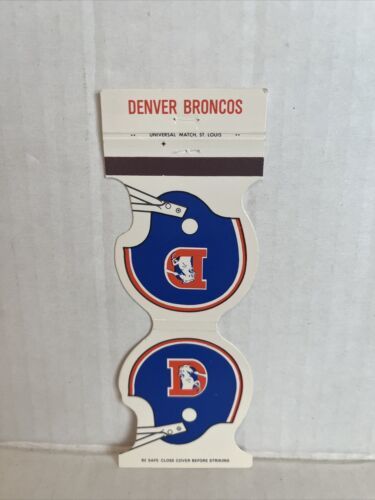 DENVER BRONCOS
UNIVERSAL MATCH, ST. LOUIS
D
D
BE SAFE CLOSE COVER BEFORE STRIKING